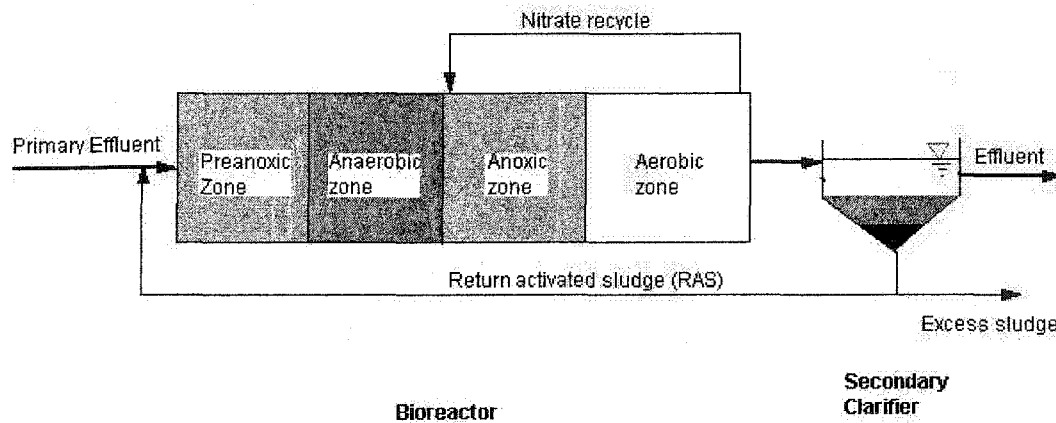 Nitrate recycle
Primary Effluent
Preanoxic
Zone
Anaerobic
zone
Anoxic
zone
Aerobic
zone
Effluent
Return activated sludge (RAS)
Excess sludge
Bioreactor
Secondary
Clarifier